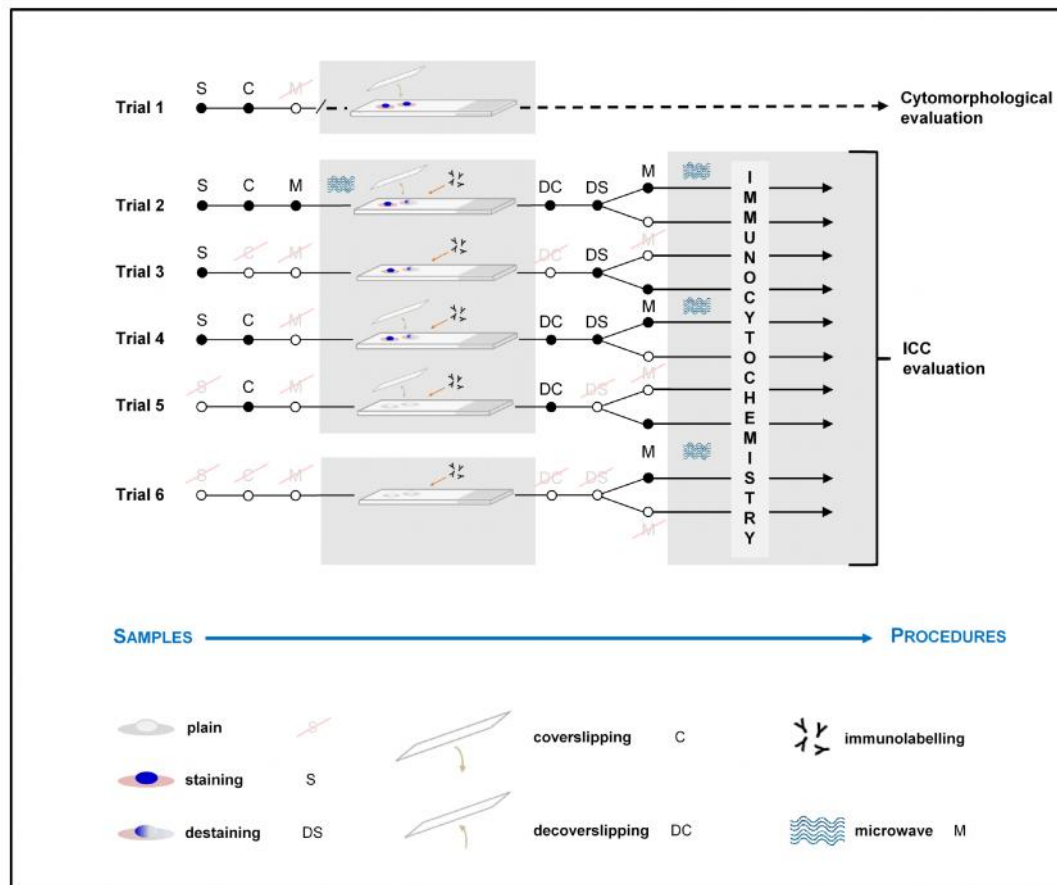 S C M
Trial 1
Cytomorphological
evaluation
S C M DC DS M
Trial 2
S C M DC DS M
Trial 3
S C M DC DS M
Trial 4
S C M DC DS M
Trial 5
S C M DC DS M
Trial 6
M
IMMUNOCYTOCHEMISTRY
ICC
evaluation
SAMPLES PROCEDURES
plain S
coverslipping C
immunolabelling
staining S
destaining DS
decoverslipping DC
microwave M